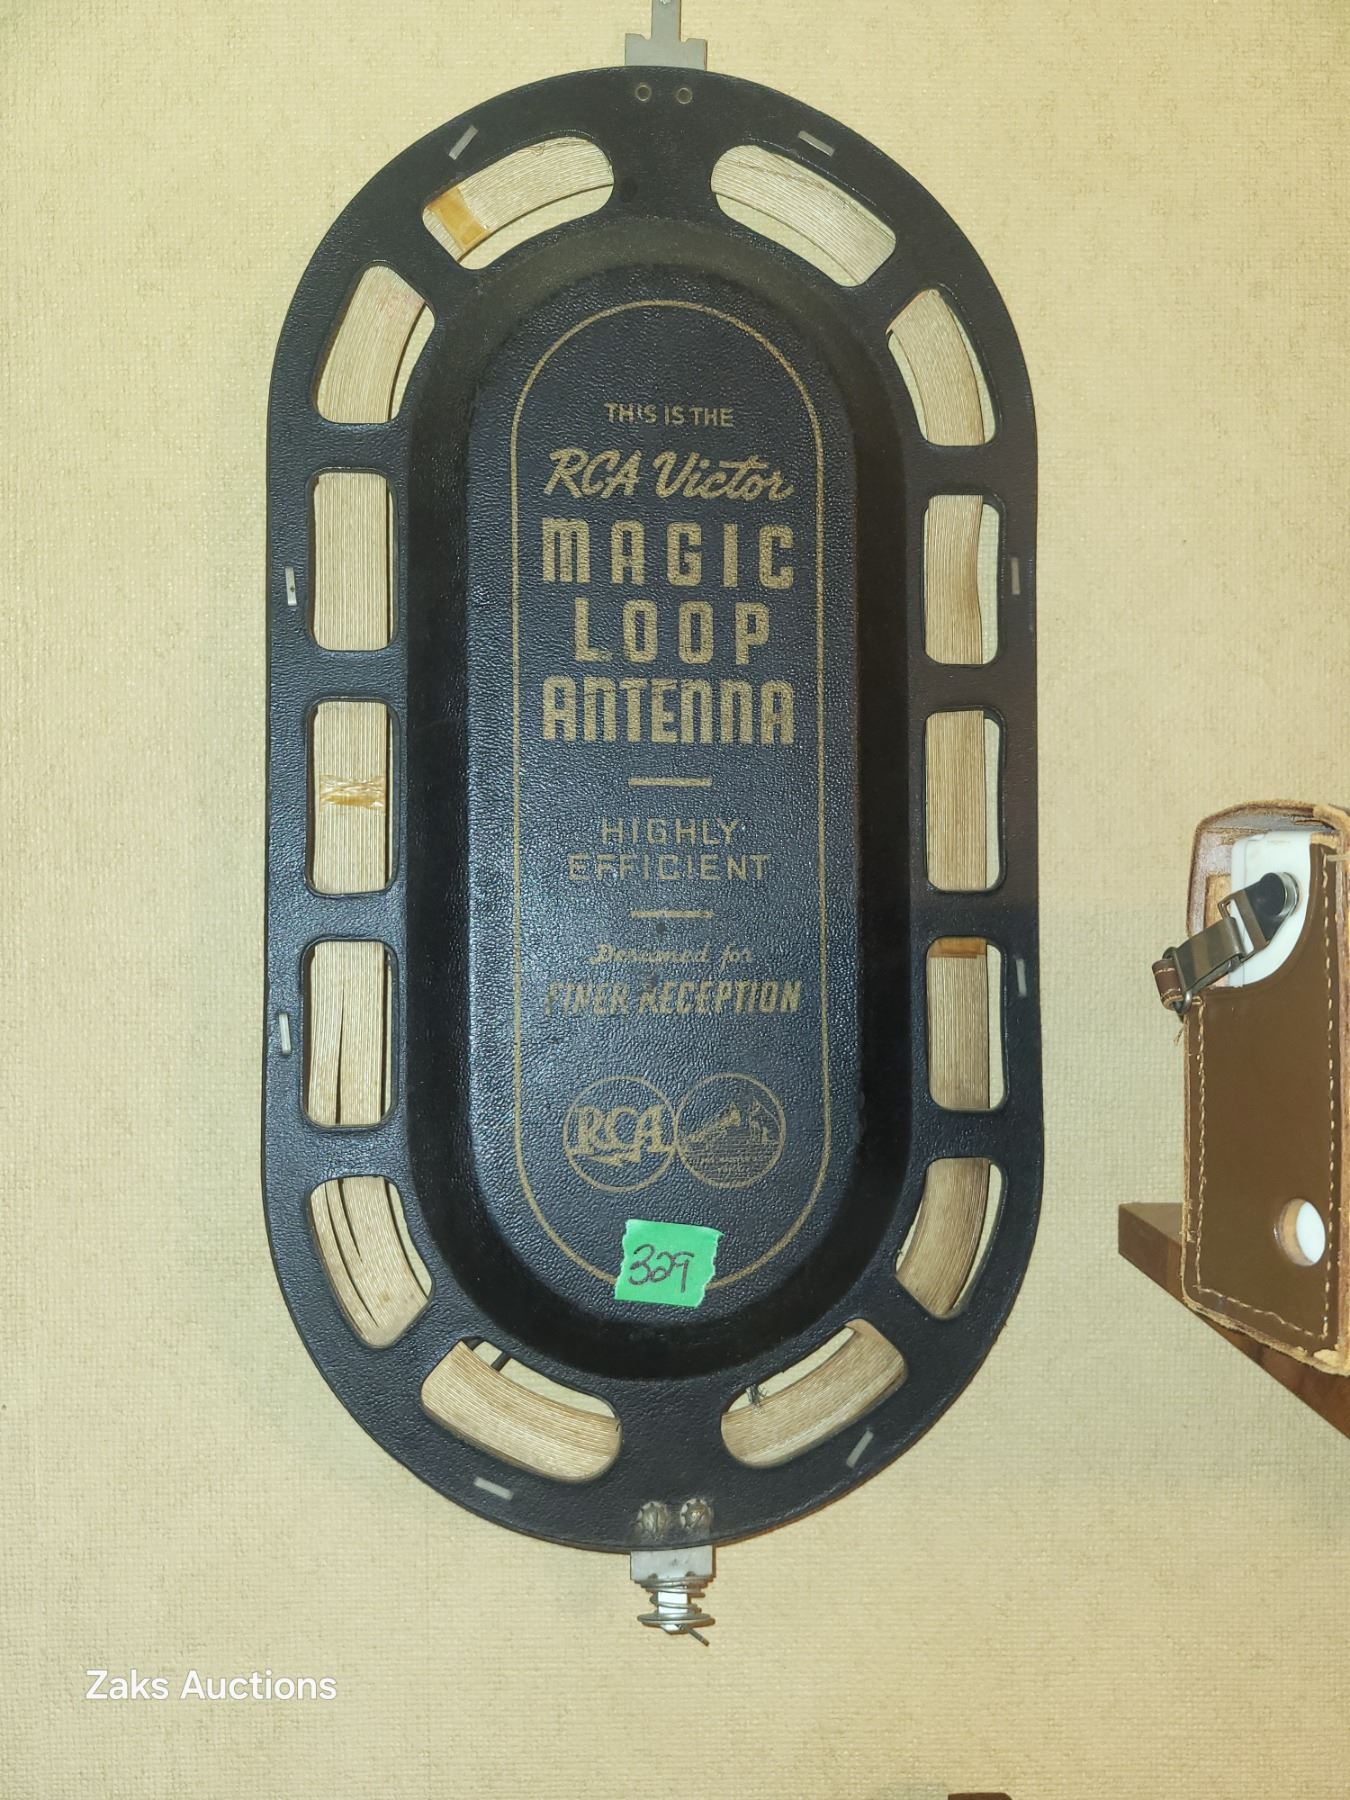 THIS IS THE
RCA Victor
MAGIC
LOOP
ANTENNA
HIGHLY
EFFICIENT
Designed for
FINER RECEPTION
RCA
329
Zaks Auctions